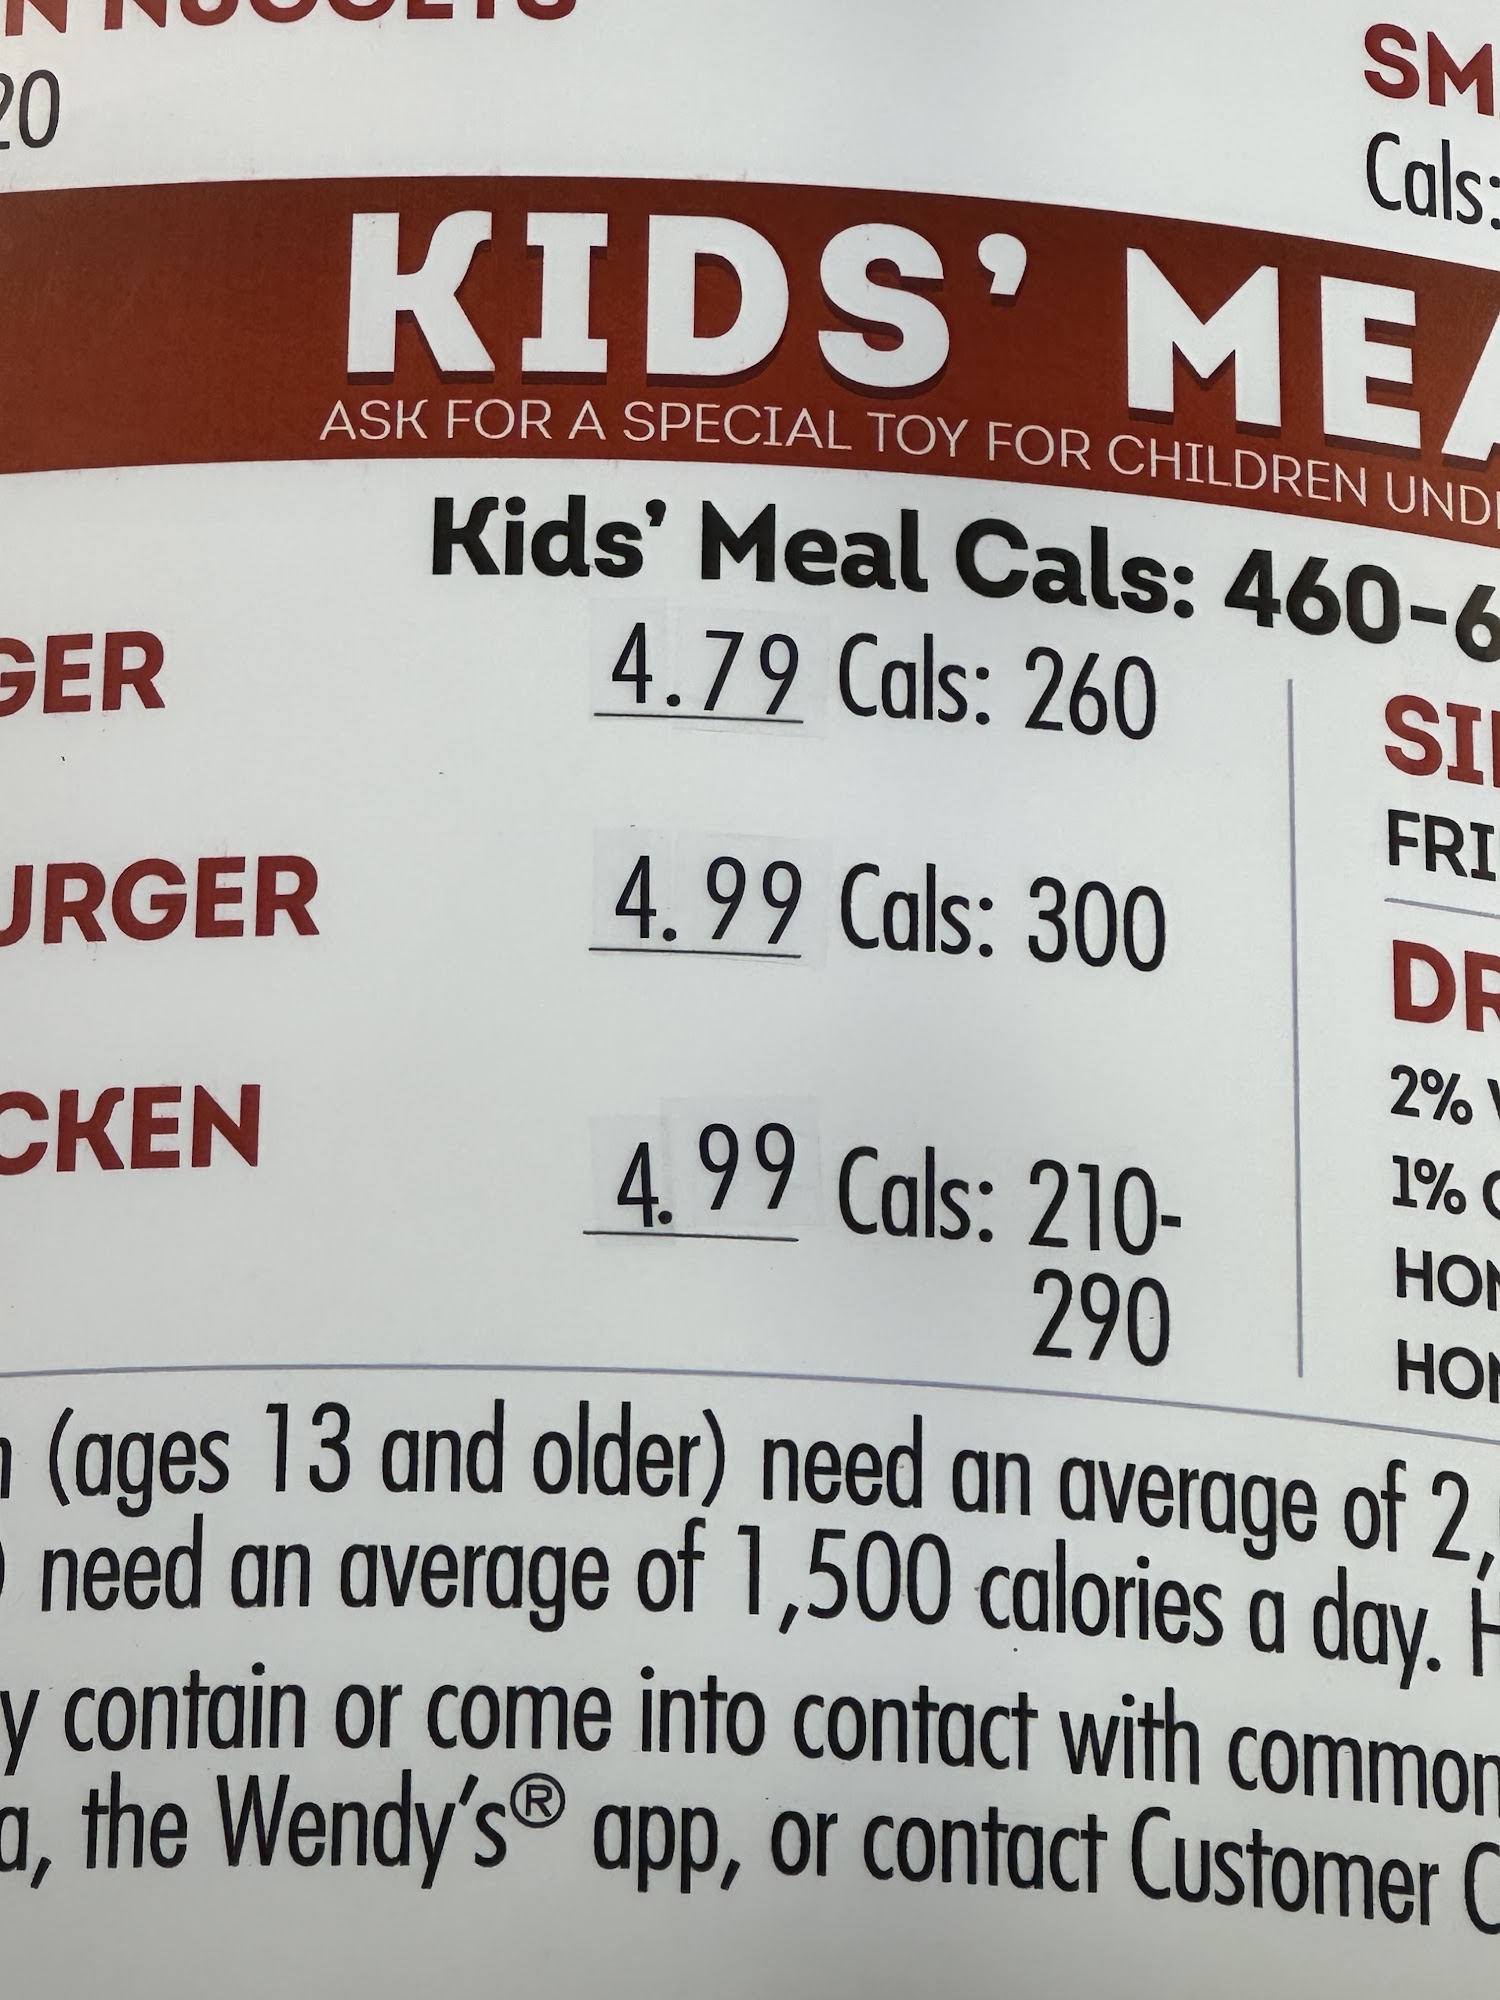 N NUGGETS
20
SM
Cals:
KIDS' MEA
ASK FOR A SPECIAL TOY FOR CHILDREN UND
Kids' Meal Cals: 460-6
GER 4.79 Cals: 260
URGER 4.99 Cals: 300
CKEN 4.99 Cals: 210-
290
SI
FRI
DR
2%
1%
HON
HON
(ages 13 and older) need an average of 2,
) need an average of 1,500 calories a day. H
y contain or come into contact with common
a, the Wendy's® app, or contact Customer C